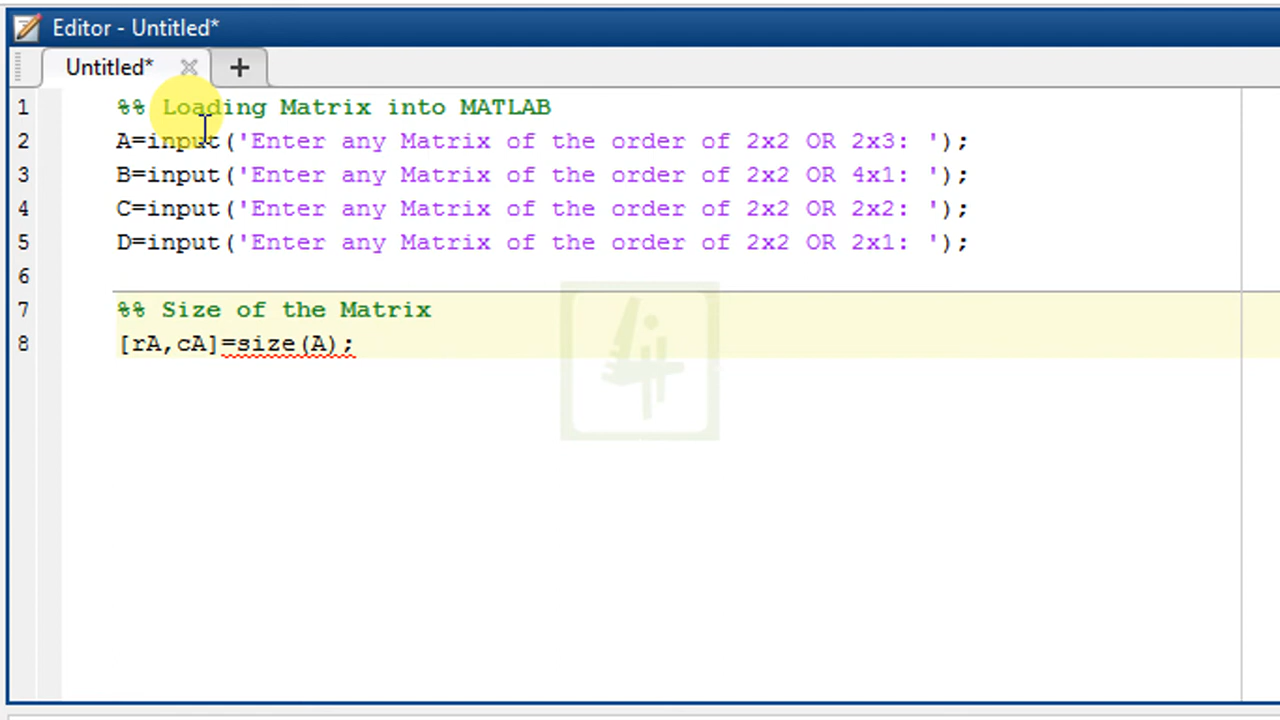 Editor - Untitled*
Untitled* × +
1 %% Loading Matrix into MATLAB
2 A=input('Enter any Matrix of the order of 2x2 OR 2x3: ');
3 B=input('Enter any Matrix of the order of 2x2 OR 4x1: ');
4 C=input('Enter any Matrix of the order of 2x2 OR 2x2: ');
5 D=input('Enter any Matrix of the order of 2x2 OR 2x1: ');
6
7 %% Size of the Matrix
8 [rA,cA]=size(A);